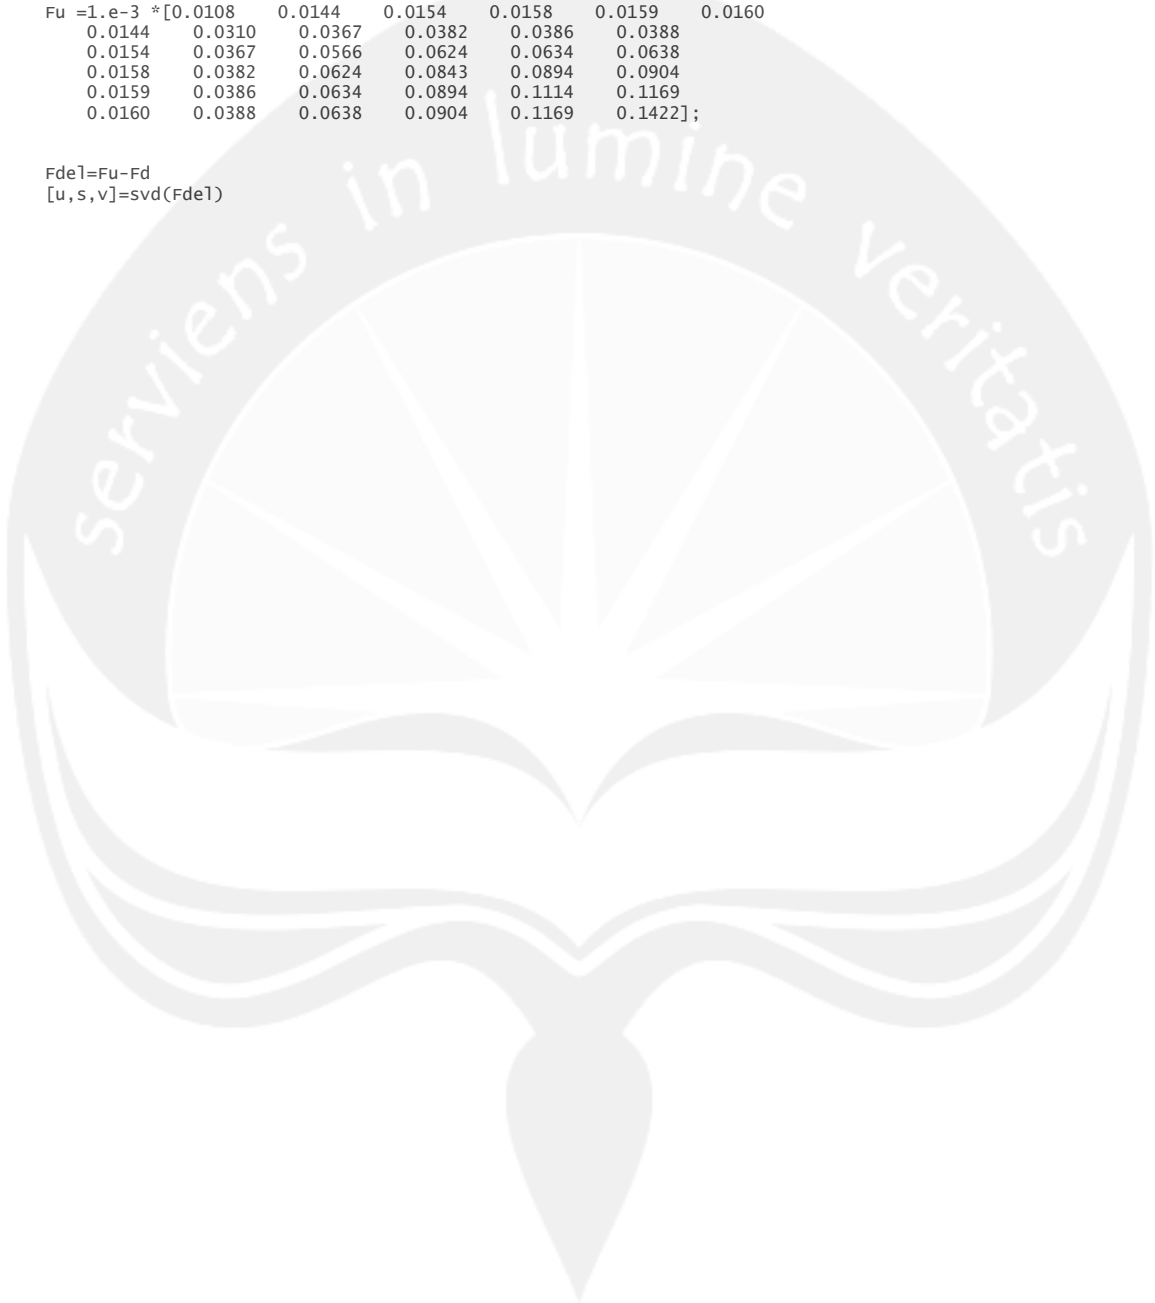 Fu =1.e-3 *[0.0108 0.0144 0.0154 0.0158 0.0159 0.0160
0.0144 0.0310 0.0367 0.0382 0.0386 0.0388
0.0154 0.0367 0.0566 0.0624 0.0634 0.0638
0.0158 0.0382 0.0624 0.0843 0.0894 0.0904
0.0159 0.0386 0.0634 0.0894 0.1114 0.1169
0.0160 0.0388 0.0638 0.0904 0.1169 0.1422];
Fdel=Fu-Fd
[u,s,v]=svd(Fdel)
serviens in lumine veritatis